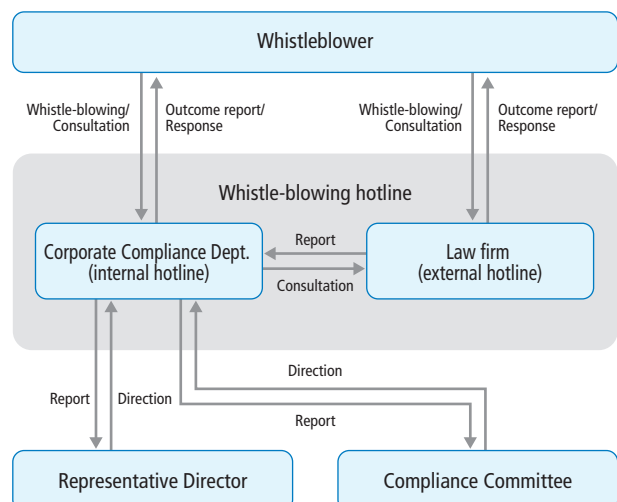 Whistleblower
Whistle-blowing/
Consultation
Outcome report/
Response
Whistle-blowing/
Consultation
Outcome report/
Response
Whistle-blowing hotline
Corporate Compliance Dept.
(internal hotline)
Report
Consultation
Law firm
(external hotline)
Report
Direction
Direction
Report
Representative Director
Compliance Committee